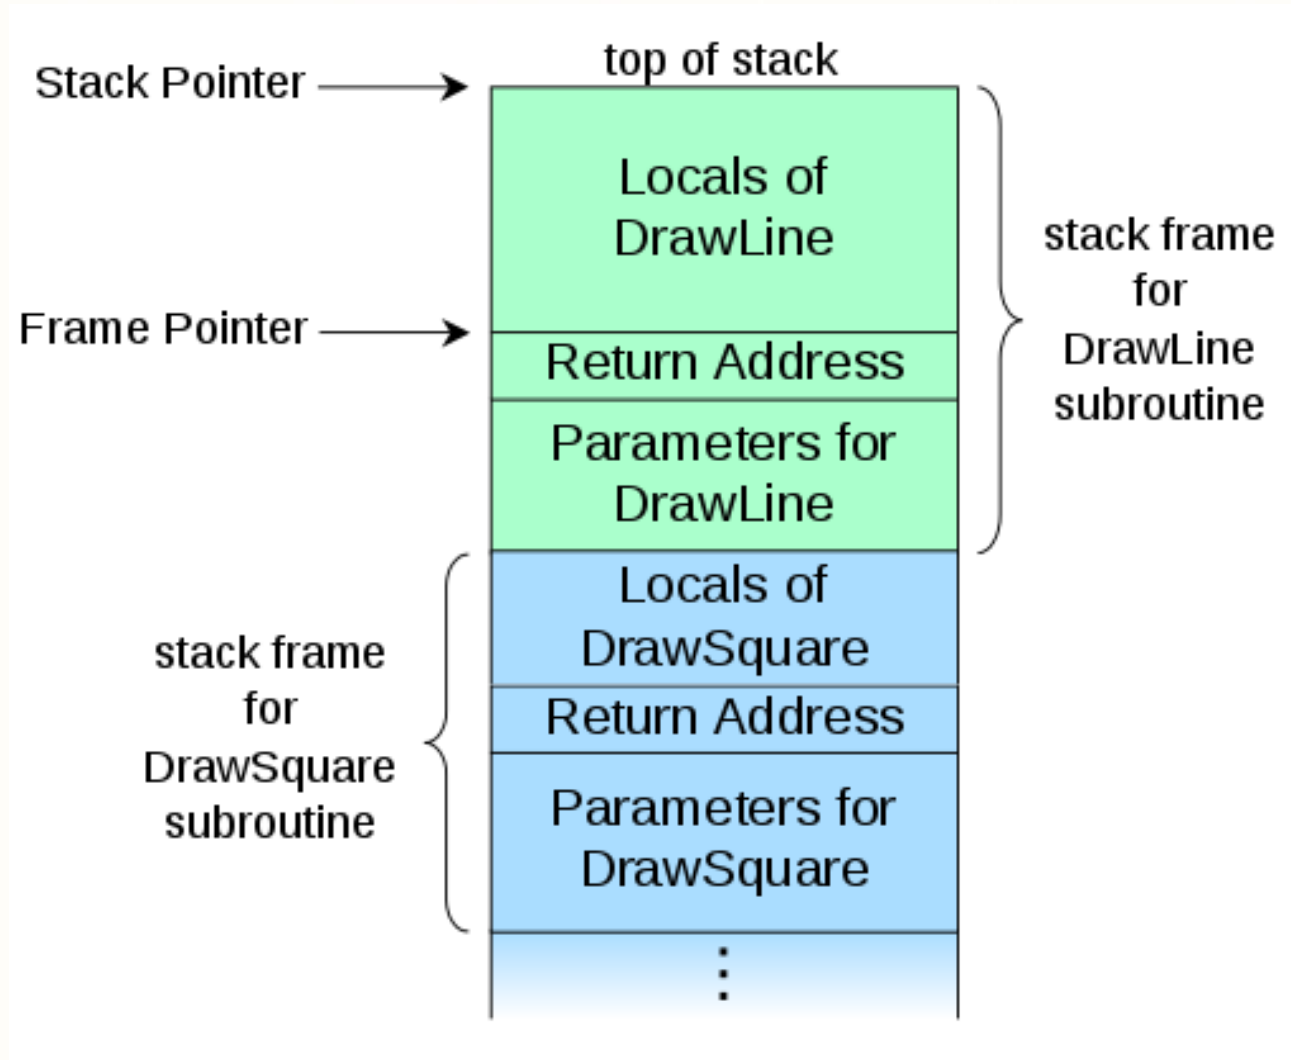 top of stack
Stack Pointer
Locals of
DrawLine
stack frame
for
DrawLine
subroutine
Frame Pointer
Return Address
Parameters for
DrawLine
Locals of
DrawSquare
stack frame
for
DrawSquare
subroutine
Return Address
Parameters for
DrawSquare